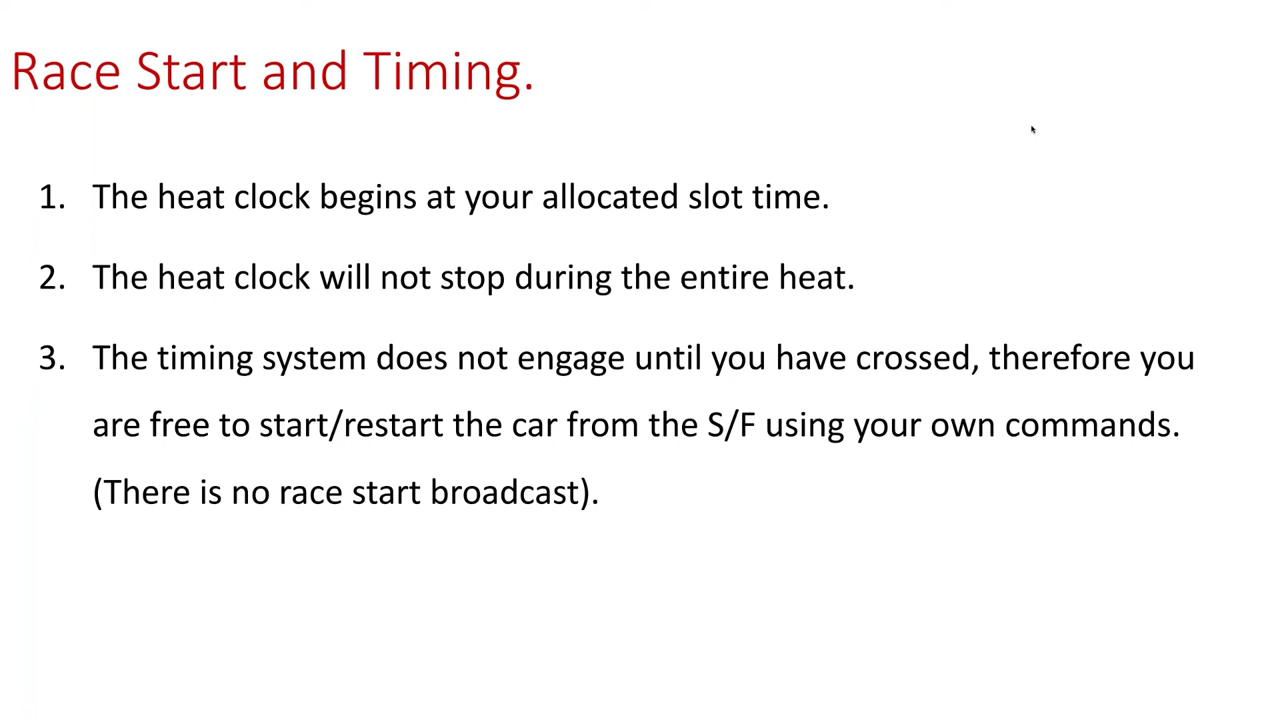 Race Start and Timing.
1. The heat clock begins at your allocated slot time.
2. The heat clock will not stop during the entire heat.
3. The timing system does not engage until you have crossed, therefore you
are free to start/restart the car from the S/F using your own commands.
(There is no race start broadcast).